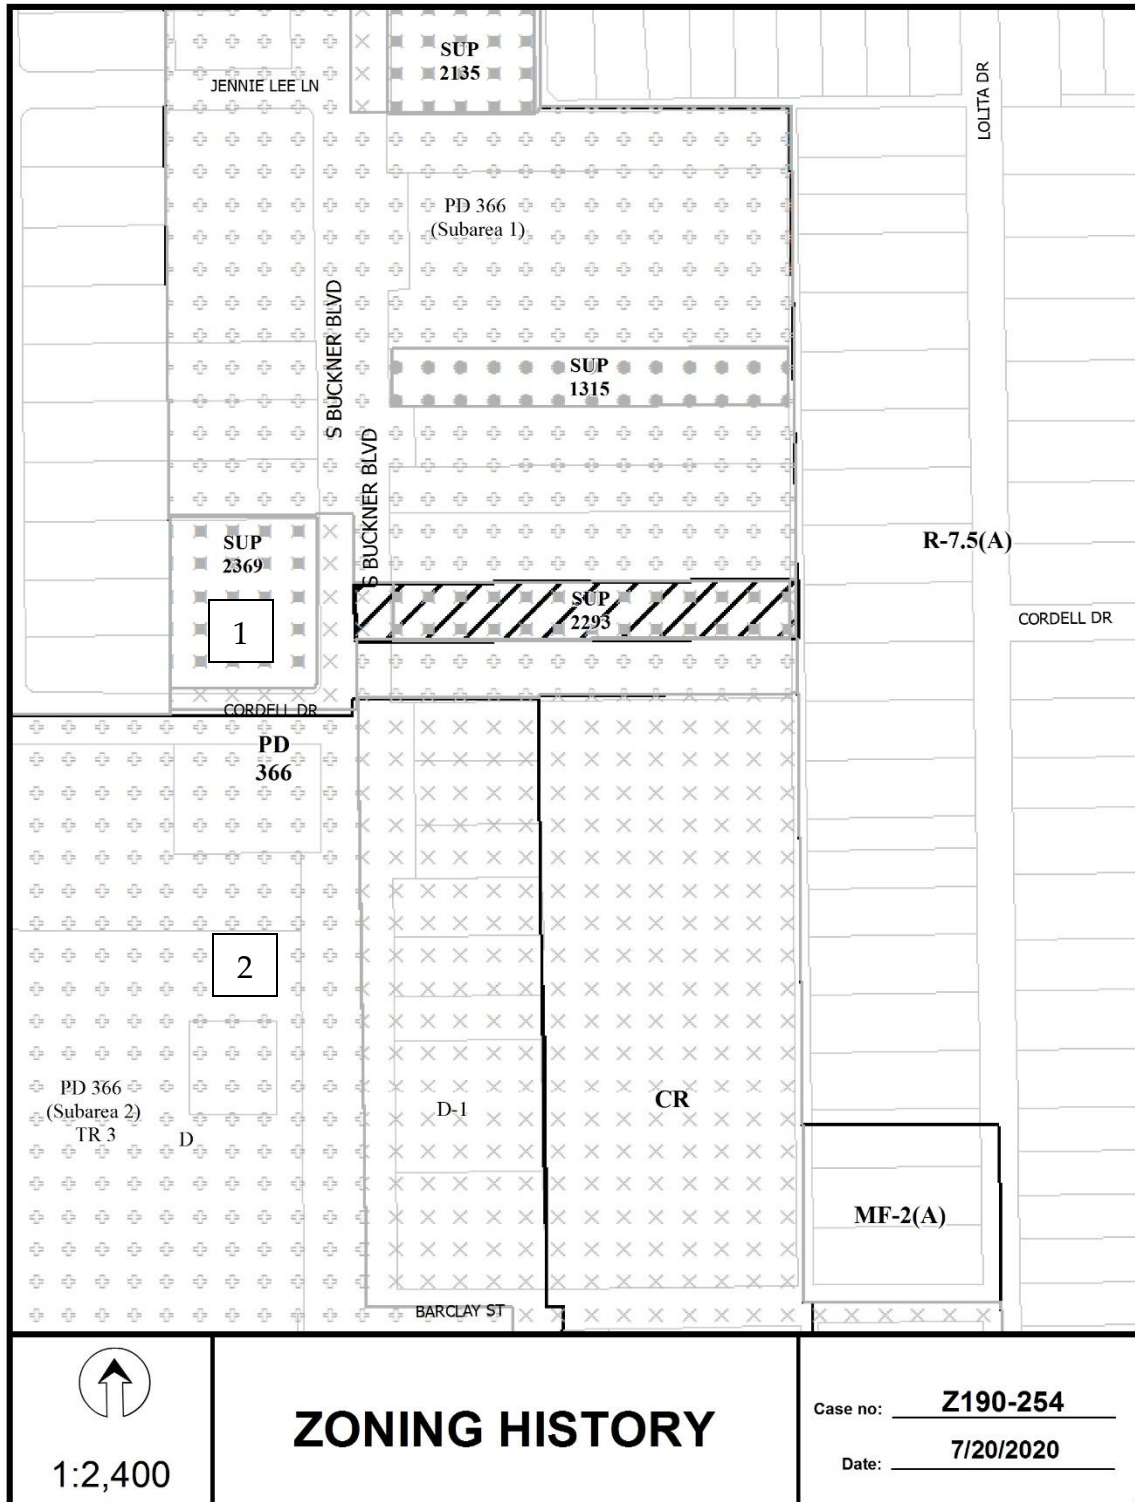 SUP
2135
JENNIE LEE LN
LOLITA DR
PD 366
(Subarea 1)
S BUCKNER BLVD
SUP
1315
S BUCKNER BLVD
SUP
2369
R-7.5(A)
SUP
2293
1
CORDELL DR
CORDELL DR
PD
366
2
PD 366
(Subarea 2)
TR 3
D
D-1
CR
MF-2(A)
BARCLAY ST
1:2,400
ZONING HISTORY
Case no: Z190-254
Date: 7/20/2020